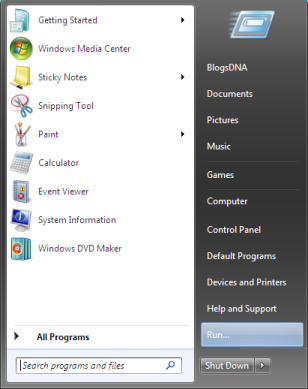 Getting Started
Windows Media Center
Sticky Notes
Snipping Tool
Paint
Calculator
Event Viewer
System Information
Windows DVD Maker
All Programs
Search programs and files
BlogsDNA
Documents
Pictures
Music
Games
Computer
Control Panel
Default Programs
Devices and Printers
Help and Support
Run...
Shut Down